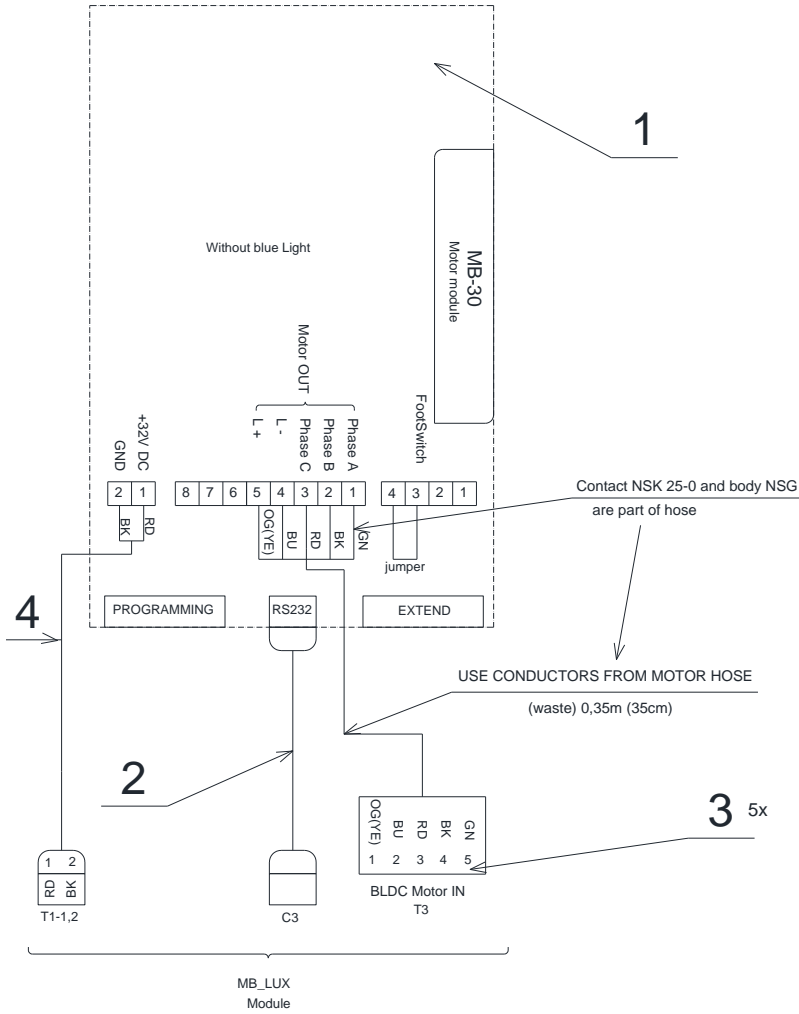 1
Without blue Light
MB-30
Motor module
Motor OUT
FootSwitch
+32V DC
GND
L +
L -
Phase C
Phase B
Phase A
2 1
8 7 6 5 4 3 2 1
4 3 2 1
BK RD
OG(YE) BU RD BK GN
jumper
Contact NSK 25-0 and body NSG
are part of hose
PROGRAMMING
RS232
EXTEND
4
USE CONDUCTORS FROM MOTOR HOSE
(waste) 0,35m (35cm)
2
3 5x
OG(YE) BU RD BK GN
1 2 3 4 5
BLDC Motor IN
T3
1 2
RD BK
T1-1,2
C3
MB_LUX
Module